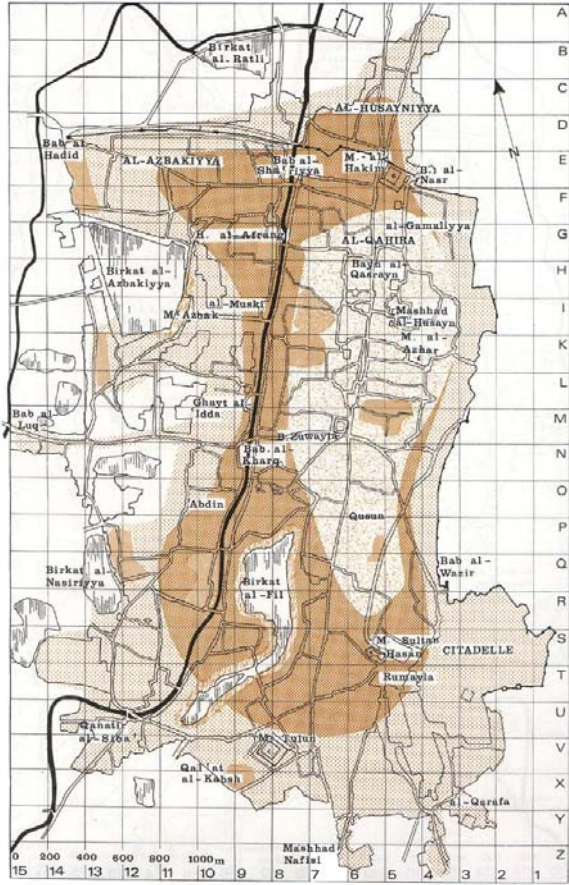 A
B
C
D
E
F
G
H
I
K
L
M
N
O
P
Q
R
S
T
U
V
X
Y
Z
Birkat
al-Ratli
AL-HUSAYNIYYA
Bab al-
Hadid
AL-AZBAKIYYA
Bab al-
Sha'riyya
M. al-
Hakim
B. al-
Nasr
N
al-Gamaliyya
H. al-Afrang
AL-QAHIRA
Birkat al-
Azbakiyya
Bayn al-
Qasrayn
al-Muski
M. Azbak
Mashhad
al-Husayn
M. al-
Azhar
Ghayt al-
Idda
Bab al-
Luq
B. Zuwayla
Bab. al-
Kharq
Abdin
Qusun
Birkat al-
Nasiriyya
Birkat
al-Fil
Bab al-
Wazir
M. Sultan
Hasan
CITADELLE
Rumayla
Qanatir
al-Siba'
M. Tulun
Qal'at
al-Kabsh
al-Qarafa
Mashhad
Nafisi
0 200 400 600 800 1000 m
15 14 13 12 11 10 9 8 7 6 5 4 3 2 1